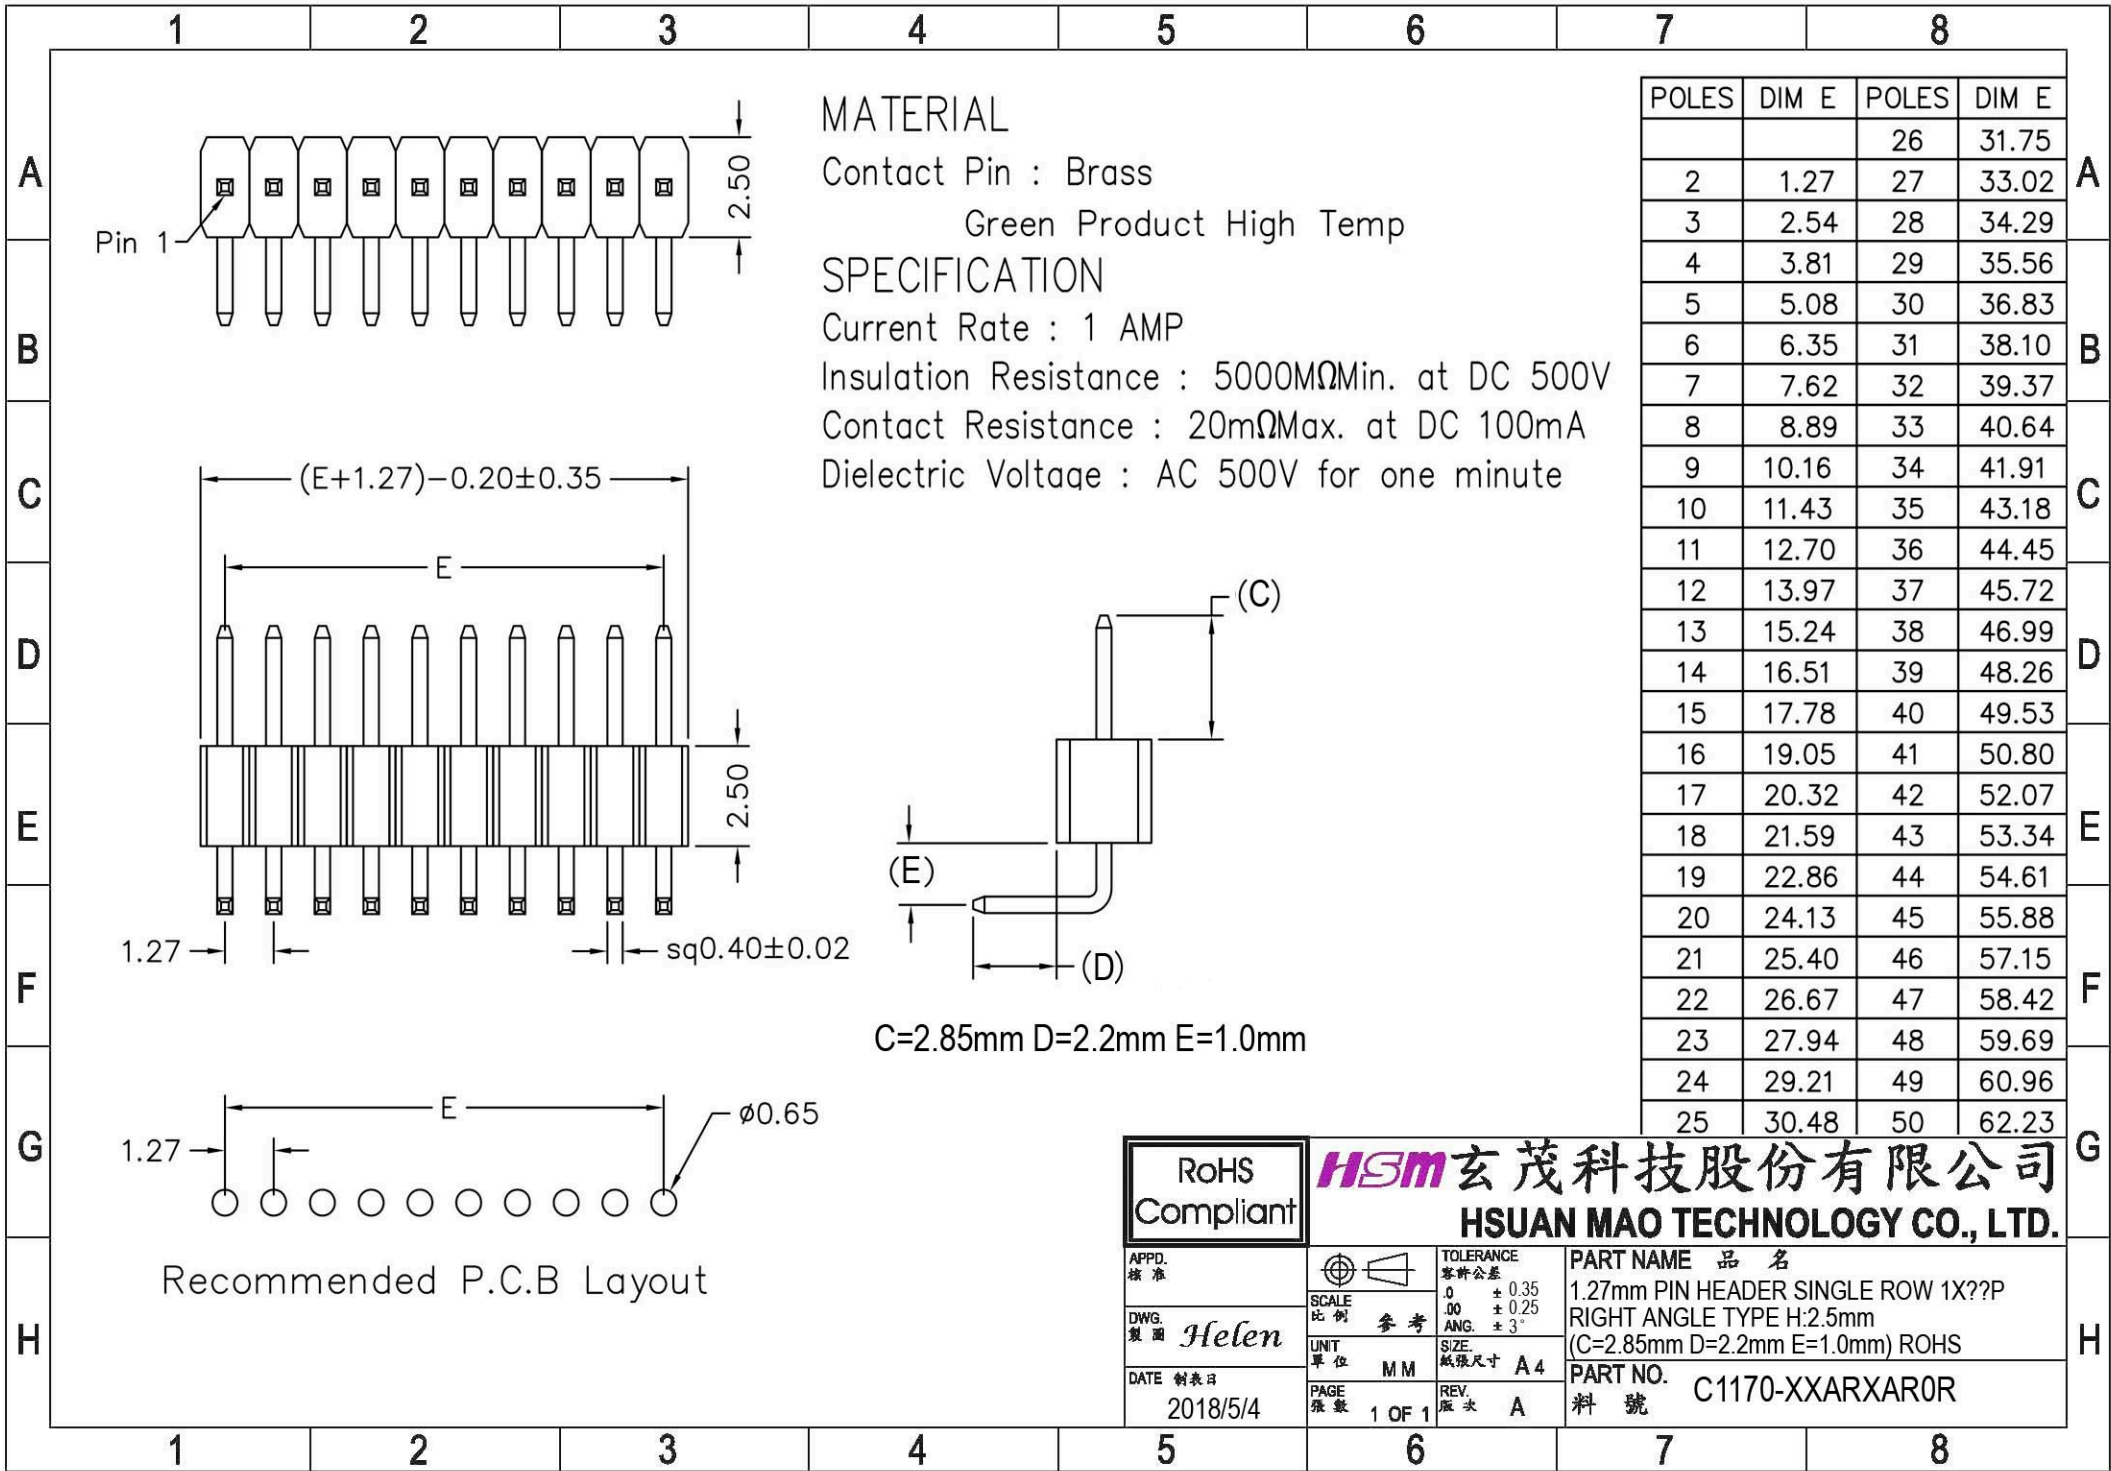 1 2 3 4 5 6 7 8
A
B
C
D
E
F
G
H
Pin 1
2.50
MATERIAL
Contact Pin : Brass
Green Product High Temp
SPECIFICATION
Current Rate : 1 AMP
Insulation Resistance : 5000MΩMin. at DC 500V
Contact Resistance : 20mΩMax. at DC 100mA
Dielectric Voltage : AC 500V for one minute
(E+1.27)-0.20±0.35
E
2.50
1.27
sq0.40±0.02
(C)
(E)
(D)
C=2.85mm D=2.2mm E=1.0mm
E
1.27
ø0.65
Recommended P.C.B Layout
POLES DIM E POLES DIM E
26 31.75
2 1.27 27 33.02
3 2.54 28 34.29
4 3.81 29 35.56
5 5.08 30 36.83
6 6.35 31 38.10
7 7.62 32 39.37
8 8.89 33 40.64
9 10.16 34 41.91
10 11.43 35 43.18
11 12.70 36 44.45
12 13.97 37 45.72
13 15.24 38 46.99
14 16.51 39 48.26
15 17.78 40 49.53
16 19.05 41 50.80
17 20.32 42 52.07
18 21.59 43 53.34
19 22.86 44 54.61
20 24.13 45 55.88
21 25.40 46 57.15
22 26.67 47 58.42
23 27.94 48 59.69
24 29.21 49 60.96
25 30.48 50 62.23
A
B
C
D
E
F
G
H
RoHS
Compliant
HSM 玄茂科技股份有限公司
HSUAN MAO TECHNOLOGY CO., LTD.
APPD.
核准
DWG.
製圖 Helen
DATE 制表日
2018/5/4
SCALE
比例 參考
UNIT
單位 MM
PAGE
張數 1 OF 1
TOLERANCE
容許公差
.0 ± 0.35
.00 ± 0.25
ANG. ± 3°
SIZE.
紙張尺寸 A4
REV.
版次 A
PART NAME 品名
1.27mm PIN HEADER SINGLE ROW 1X??P
RIGHT ANGLE TYPE H:2.5mm
(C=2.85mm D=2.2mm E=1.0mm) ROHS
PART NO.
料號 C1170-XXARXAR0R
1 2 3 4 5 6 7 8